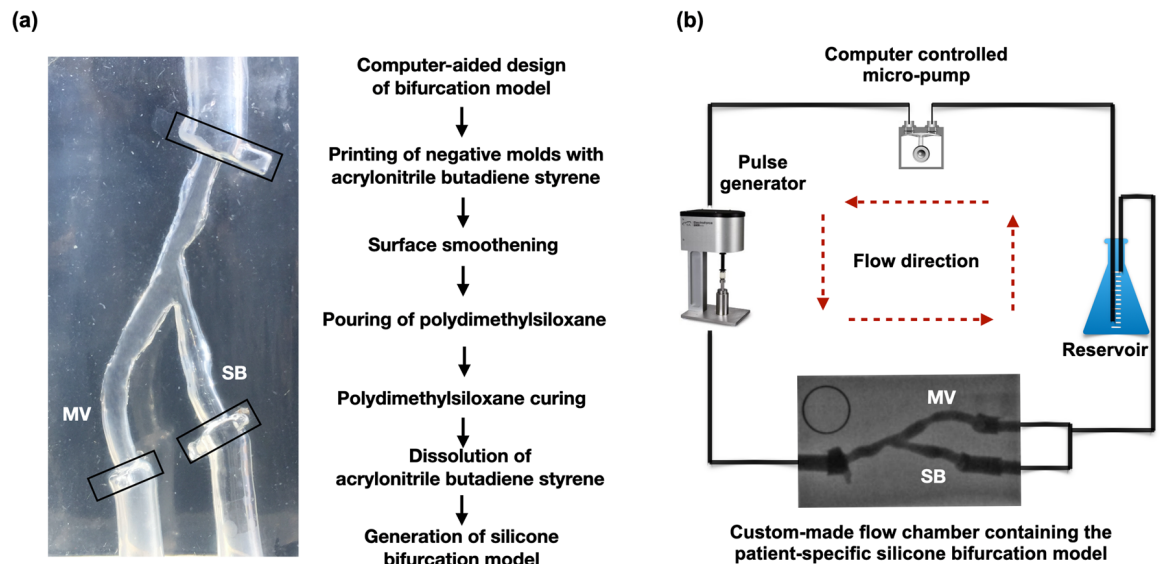 (a)
MV
SB
Computer-aided design
of bifurcation model
Printing of negative molds with
acrylonitrile butadiene styrene
Surface smoothening
Pouring of polydimethylsiloxane
Polydimethylsiloxane curing
Dissolution of
acrylonitrile butadiene styrene
Generation of silicone
bifurcation model
(b)
Computer controlled
micro-pump
Pulse
generator
Flow direction
Reservoir
MV
SB
Custom-made flow chamber containing the
patient-specific silicone bifurcation model